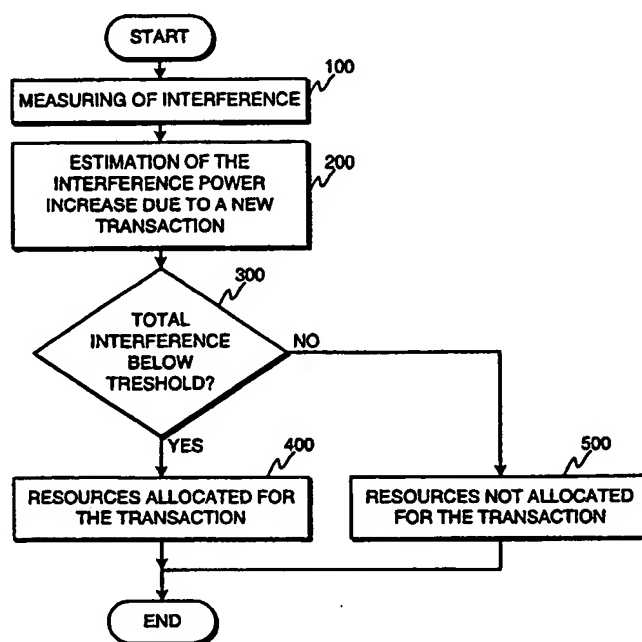 START
100
MEASURING OF INTERFERENCE
200
ESTIMATION OF THE
INTERFERENCE POWER
INCREASE DUE TO A NEW
TRANSACTION
300
TOTAL
INTERFERENCE
BELOW
TRESHOLD?
NO
YES
400
RESOURCES ALLOCATED FOR
THE TRANSACTION
500
RESOURCES NOT ALLOCATED
FOR THE TRANSACTION
END